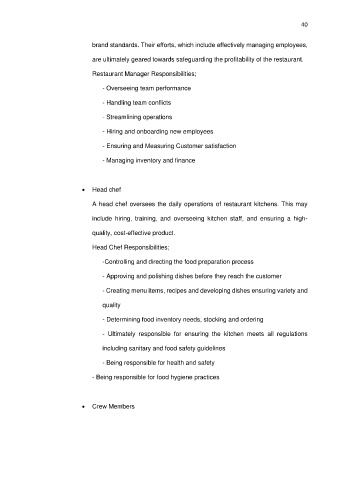 40
brand standards. Their efforts, which include effectively managing employees,
are ultimately geared towards safeguarding the profitability of the restaurant.
Restaurant Manager Responsibilities;
- Overseeing team performance
- Handling team conflicts
- Streamlining operations
- Hiring and onboarding new employees
- Ensuring and Measuring Customer satisfaction
- Managing inventory and finance
• Head chef
A head chef oversees the daily operations of restaurant kitchens. This may
include hiring, training, and overseeing kitchen staff, and ensuring a high-
quality, cost-effective product.
Head Chef Responsibilities;
-Controlling and directing the food preparation process
- Approving and polishing dishes before they reach the customer
- Creating menu items, recipes and developing dishes ensuring variety and
quality
- Determining food inventory needs, stocking and ordering
- Ultimately responsible for ensuring the kitchen meets all regulations
including sanitary and food safety guidelines
- Being responsible for health and safety
- Being responsible for food hygiene practices
• Crew Members